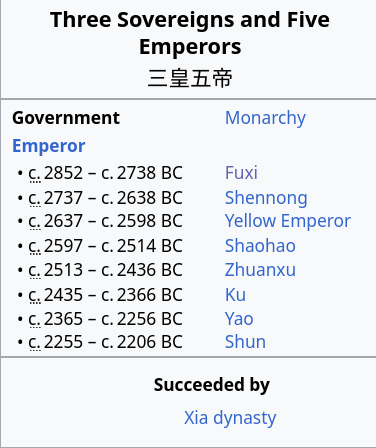 Three Sovereigns and Five
Emperors
三皇五帝
Government Monarchy
Emperor
• c. 2852 – c. 2738 BC Fuxi
• c. 2737 – c. 2638 BC Shennong
• c. 2637 – c. 2598 BC Yellow Emperor
• c. 2597 – c. 2514 BC Shaohao
• c. 2513 – c. 2436 BC Zhuanxu
• c. 2435 – c. 2366 BC Ku
• c. 2365 – c. 2256 BC Yao
• c. 2255 – c. 2206 BC Shun
Succeeded by
Xia dynasty